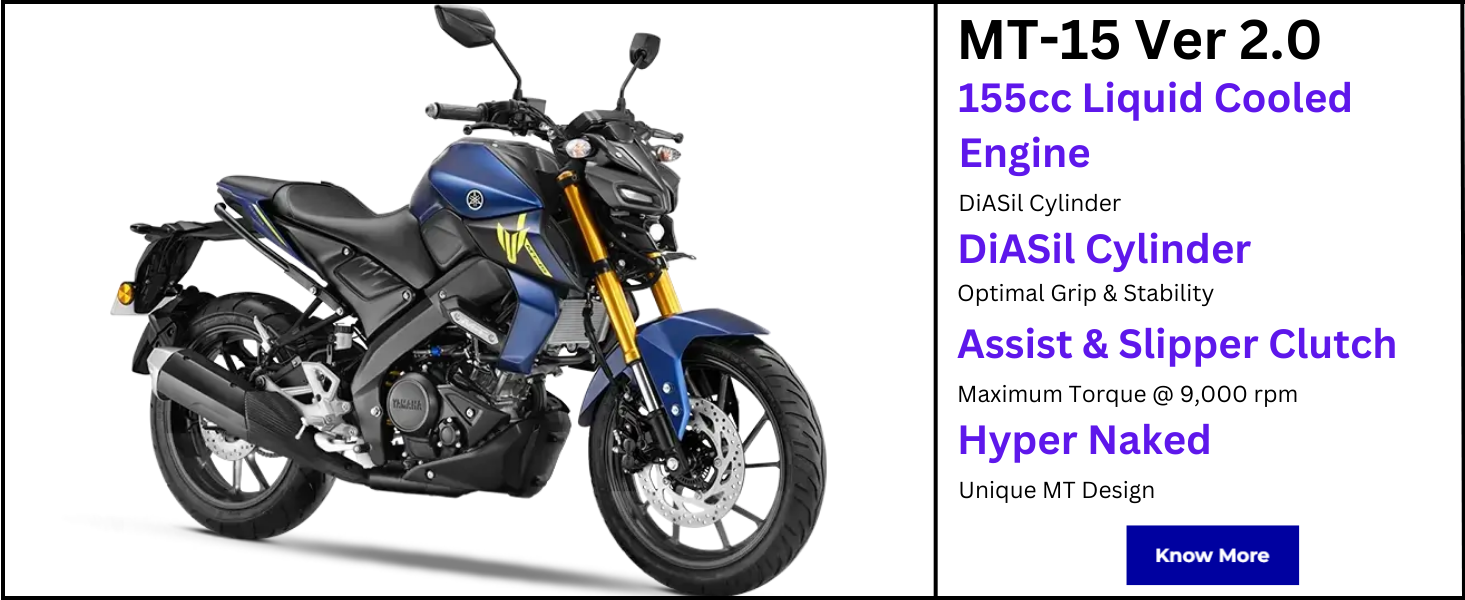 MT-15 Ver 2.0
155cc Liquid Cooled
Engine
DiASil Cylinder
DiASil Cylinder
Optimal Grip & Stability
Assist & Slipper Clutch
Maximum Torque @ 9,000 rpm
Hyper Naked
Unique MT Design
Know More
YAMAHA